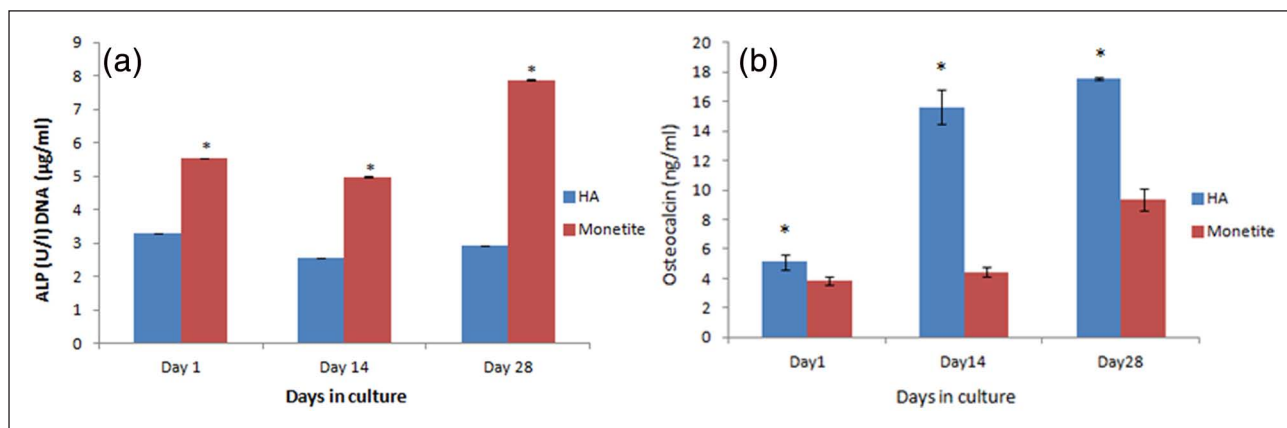 (a)
ALP (U/l) DNA (µg/ml)
9
8
7
6
5
4
3
2
1
0
*
*
*
HA
Monetite
Day 1
Day 14
Day 28
Days in culture
(b)
Osteocalcin (ng/ml)
20
18
16
14
12
10
8
6
4
2
0
*
*
*
HA
Monetite
Day1
Day14
Day28
Days in culture